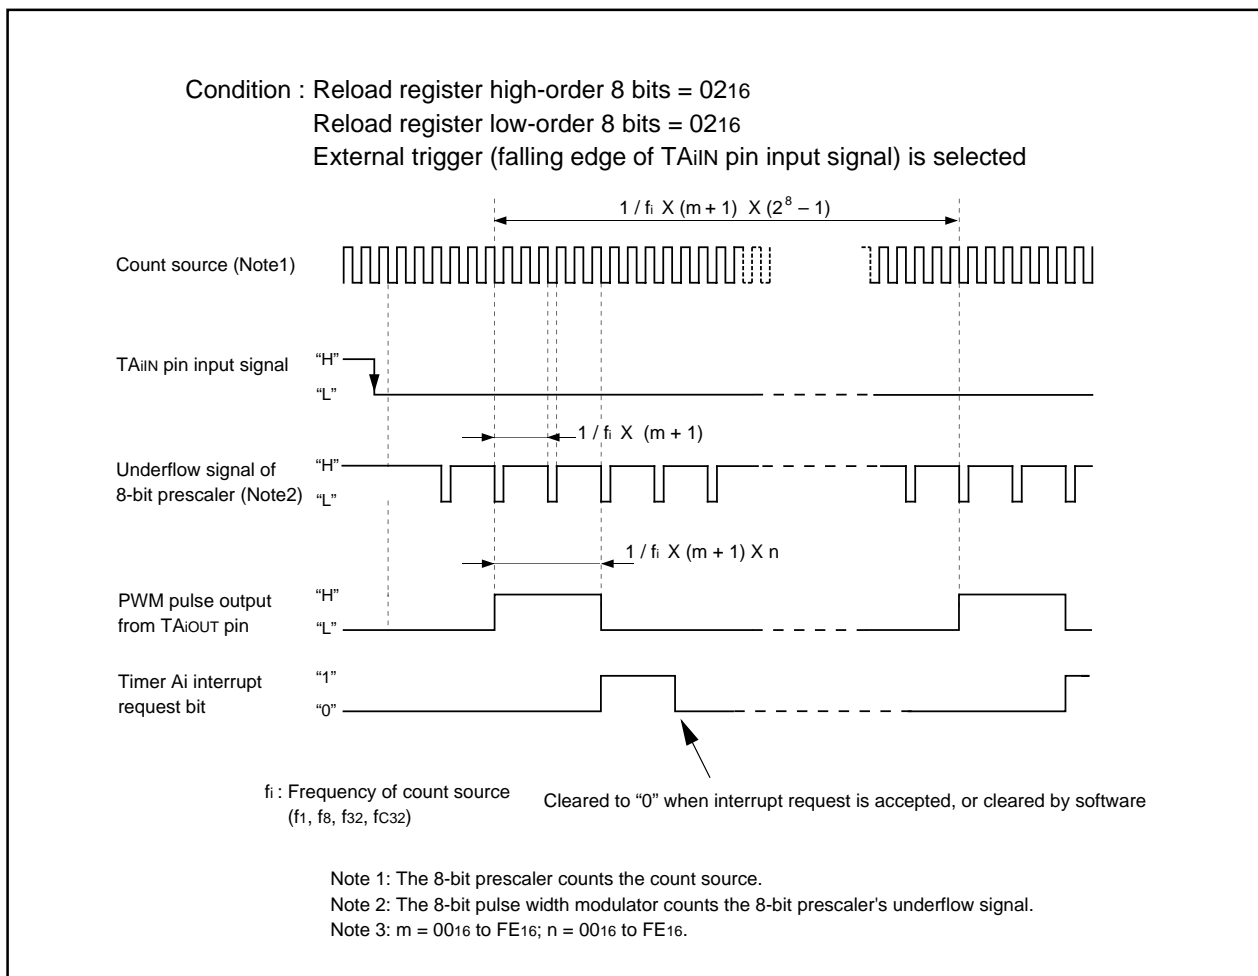 Condition : Reload register high-order 8 bits = 0216
Reload register low-order 8 bits = 0216
External trigger (falling edge of TAiIN pin input signal) is selected
1 / fi X (m + 1) X (2^8 – 1)
Count source (Note1)
TAiIN pin input signal
“H”
“L”
1 / fi X (m + 1)
Underflow signal of
8-bit prescaler (Note2)
“H”
“L”
1 / fi X (m + 1) X n
PWM pulse output
from TAiOUT pin
“H”
“L”
Timer Ai interrupt
request bit
“1”
“0”
fi : Frequency of count source
(f1, f8, f32, fC32)
Cleared to “0” when interrupt request is accepted, or cleared by software
Note 1: The 8-bit prescaler counts the count source.
Note 2: The 8-bit pulse width modulator counts the 8-bit prescaler's underflow signal.
Note 3: m = 0016 to FE16; n = 0016 to FE16.